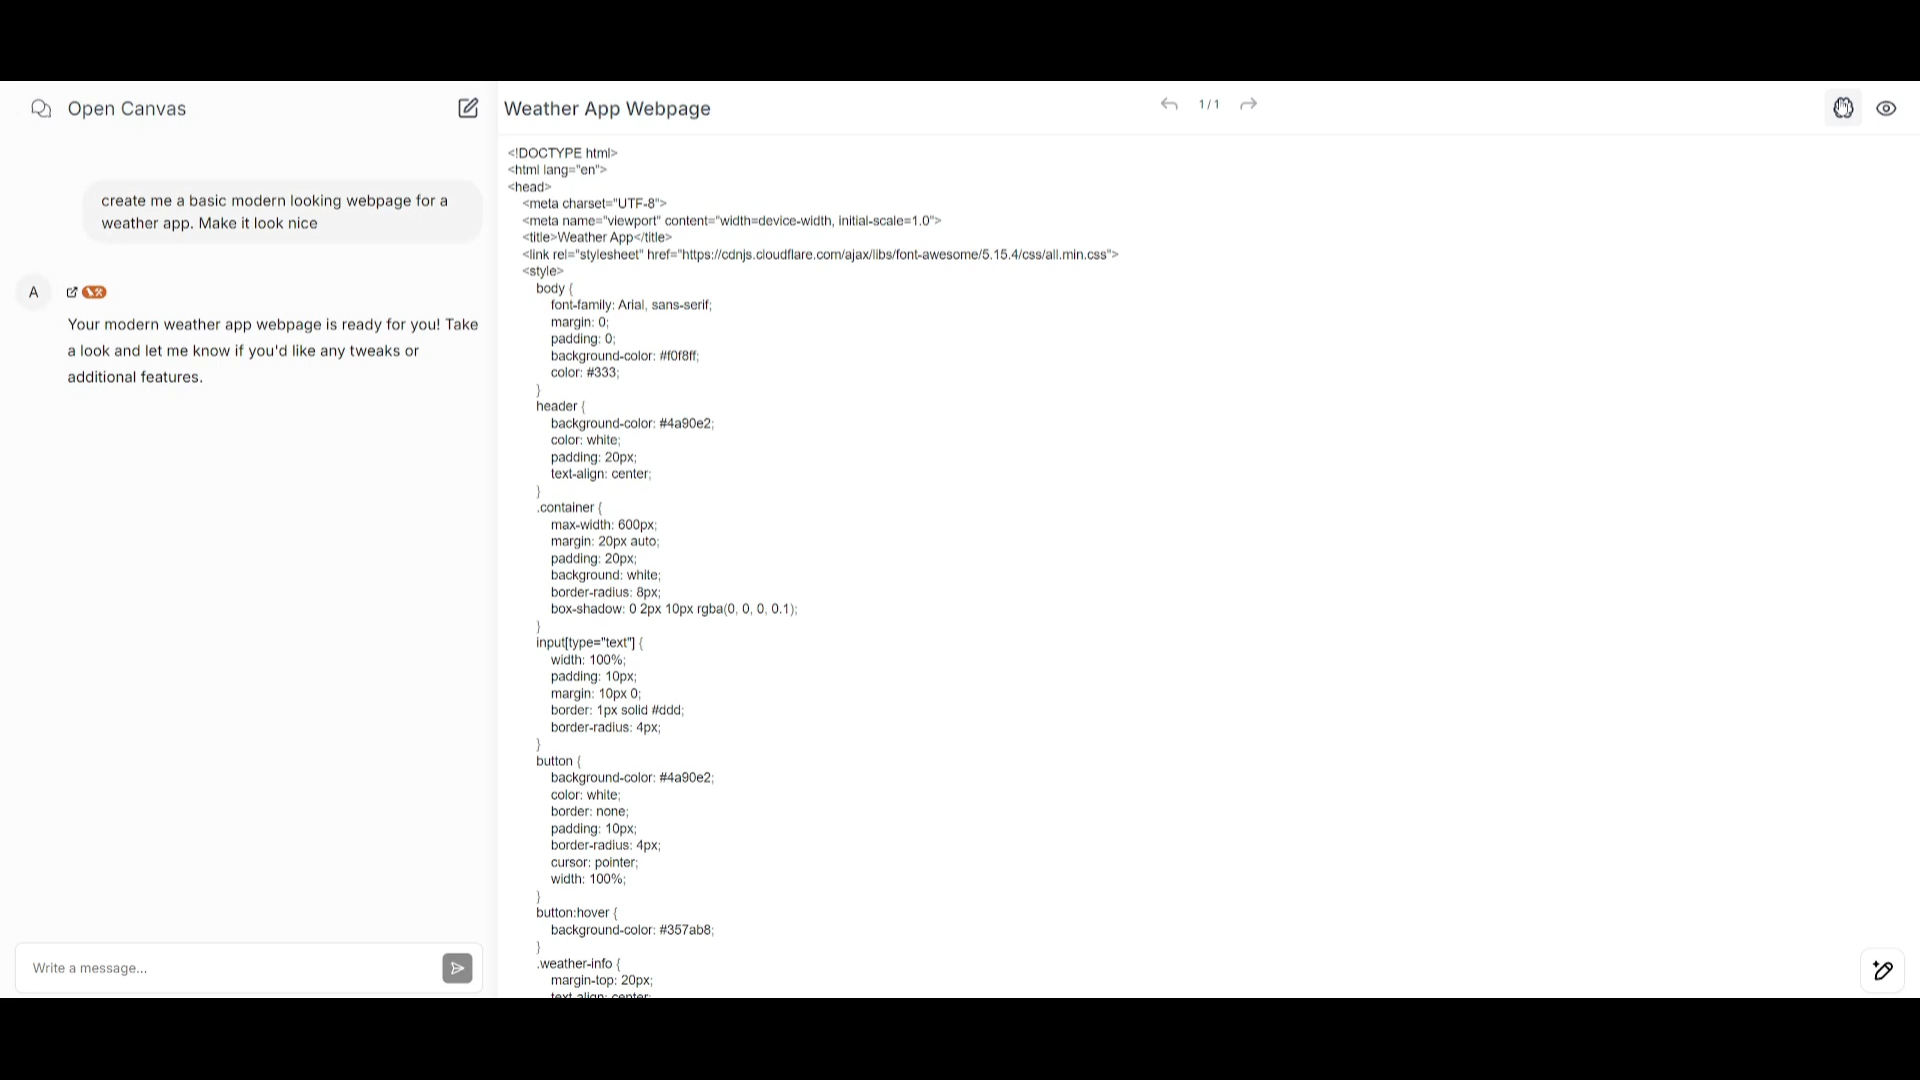 Open Canvas
create me a basic modern looking webpage for a
weather app. Make it look nice
A
Your modern weather app webpage is ready for you! Take
a look and let me know if you'd like any tweaks or
additional features.
Write a message...
Weather App Webpage
1 / 1
<!DOCTYPE html>
<html lang="en">
<head>
<meta charset="UTF-8">
<meta name="viewport" content="width=device-width, initial-scale=1.0">
<title>Weather App</title>
<link rel="stylesheet" href="https://cdnjs.cloudflare.com/ajax/libs/font-awesome/5.15.4/css/all.min.css">
<style>
body {
font-family: Arial, sans-serif;
margin: 0;
padding: 0;
background-color: #f0f8ff;
color: #333;
}
header {
background-color: #4a90e2;
color: white;
padding: 20px;
text-align: center;
}
.container {
max-width: 600px;
margin: 20px auto;
padding: 20px;
background: white;
border-radius: 8px;
box-shadow: 0 2px 10px rgba(0, 0, 0, 0.1);
}
input[type="text"] {
width: 100%;
padding: 10px;
margin: 10px 0;
border: 1px solid #ddd;
border-radius: 4px;
}
button {
background-color: #4a90e2;
color: white;
border: none;
padding: 10px;
border-radius: 4px;
cursor: pointer;
width: 100%;
}
button:hover {
background-color: #357ab8;
}
.weather-info {
margin-top: 20px;
text-align: center;